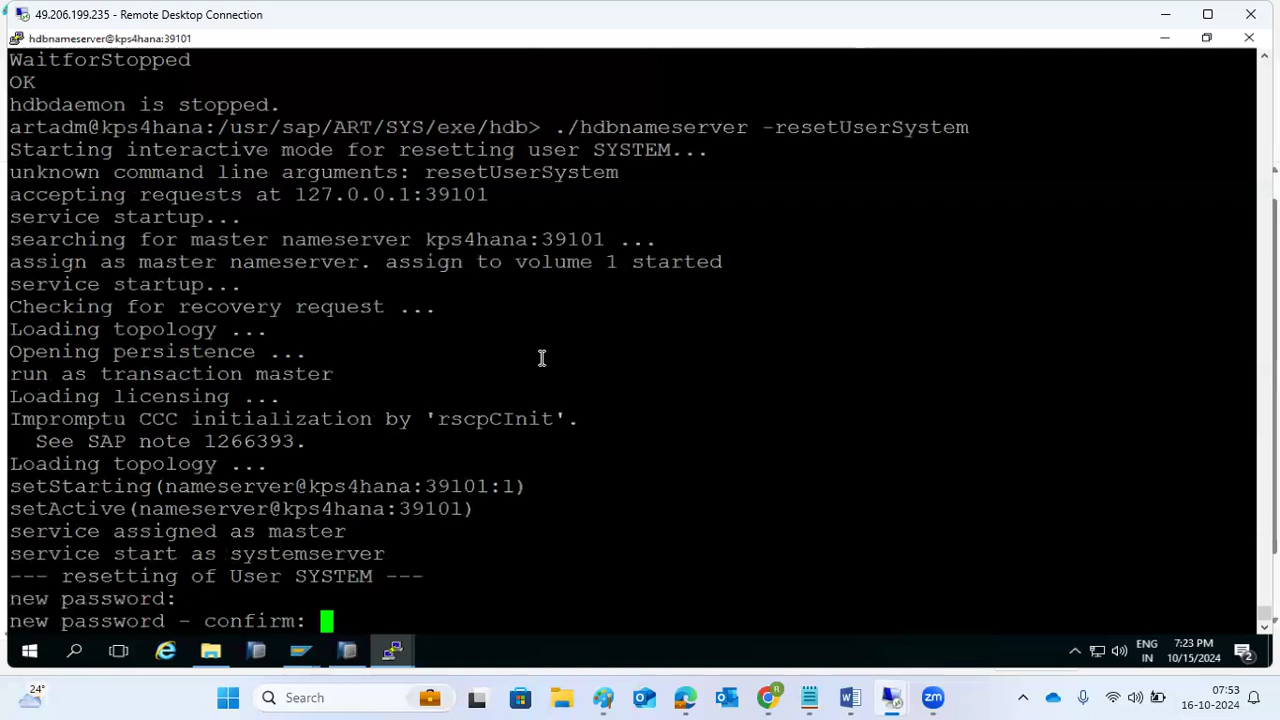 49.206.199.235 - Remote Desktop Connection
hdbnameserver@kps4hana:39101
WaitforStopped
OK
hdbdaemon is stopped.
artadm@kps4hana:/usr/sap/ART/SYS/exe/hdb> ./hdbnameserver -resetUserSystem
Starting interactive mode for resetting user SYSTEM...
unknown command line arguments: resetUserSystem
accepting requests at 127.0.0.1:39101
service startup...
searching for master nameserver kps4hana:39101 ...
assign as master nameserver. assign to volume 1 started
service startup...
Checking for recovery request ...
Loading topology ...
Opening persistence ...
run as transaction master
Loading licensing ...
Impromptu CCC initialization by 'rscpCInit'.
See SAP note 1266393.
Loading topology ...
setStarting(nameserver@kps4hana:39101:1)
setActive(nameserver@kps4hana:39101)
service assigned as master
service start as systemserver
--- resetting of User SYSTEM ---
new password:
new password - confirm:
ENG
IN
7:23 PM
10/15/2024
2
24°
Search
zm
16-10-2024